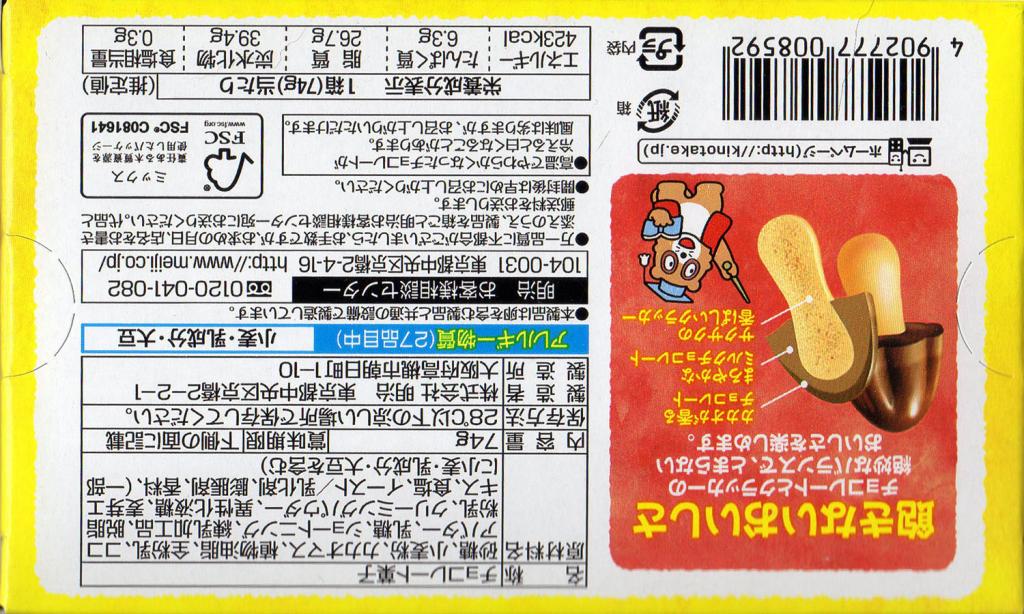 飽きないおいしさ
チョコレートとクラッカーの
絶妙なバランスで、とまらない
おいしさを楽しめます。
カカオが香る
チョコレート
まろやかな
ミルクチョコレート
サクサクの
香ばしいクラッカー
ホームページ(http://kinotake.jp)
紙
箱
プラ
内袋
4 902777 008592
名称 チョコレート菓子
原材料名 砂糖、小麦粉、カカオマス、植物油脂、全粉乳、ココ
アバター、乳糖、ショートニング、練乳加工品、脱脂
粉乳、クリーミングパウダー、異性化液糖、麦芽エ
キス、食塩、イースト/乳化剤、膨脹剤、香料、(一部
に小麦・乳成分・大豆を含む)
内容量 74g 賞味期限 下側の面に記載
保存方法 28℃以下の涼しい場所で保存してください。
製造者 株式会社 明治 東京都中央区京橋2-2-1
製造所 大阪府高槻市朝日町1-10
アレルギー物質(27品目中) 小麦・乳成分・大豆
●本製品は卵を含む製品と共通の設備で製造しています。
明治 お客様相談センター 0120-041-082
104-0031 東京都中央区京橋2-4-16 http://www.meiji.co.jp/
●万一品質に不都合がございましたら、お手数ですが、お求めの月日、店名をお書き
添えのうえ、製品を箱ごと明治お客様相談センター宛にお送りください。代品と
郵送料をお送りします。
●開封後は早めにお召し上がりください。
●高温でやわらかくなったチョコレートが
冷えると白くなることがあります。
風味は劣りますが、お召し上がりいただけます。
ミックス
責任ある木質資源を
使用したパッケージ
FSC
www.fsc.org
FSC® C081641
栄養成分表示 1箱(74g)当たり (推定値)
エネルギー たんぱく質 脂質 炭水化物 食塩相当量
423kcal 6.3g 26.7g 39.4g 0.3g